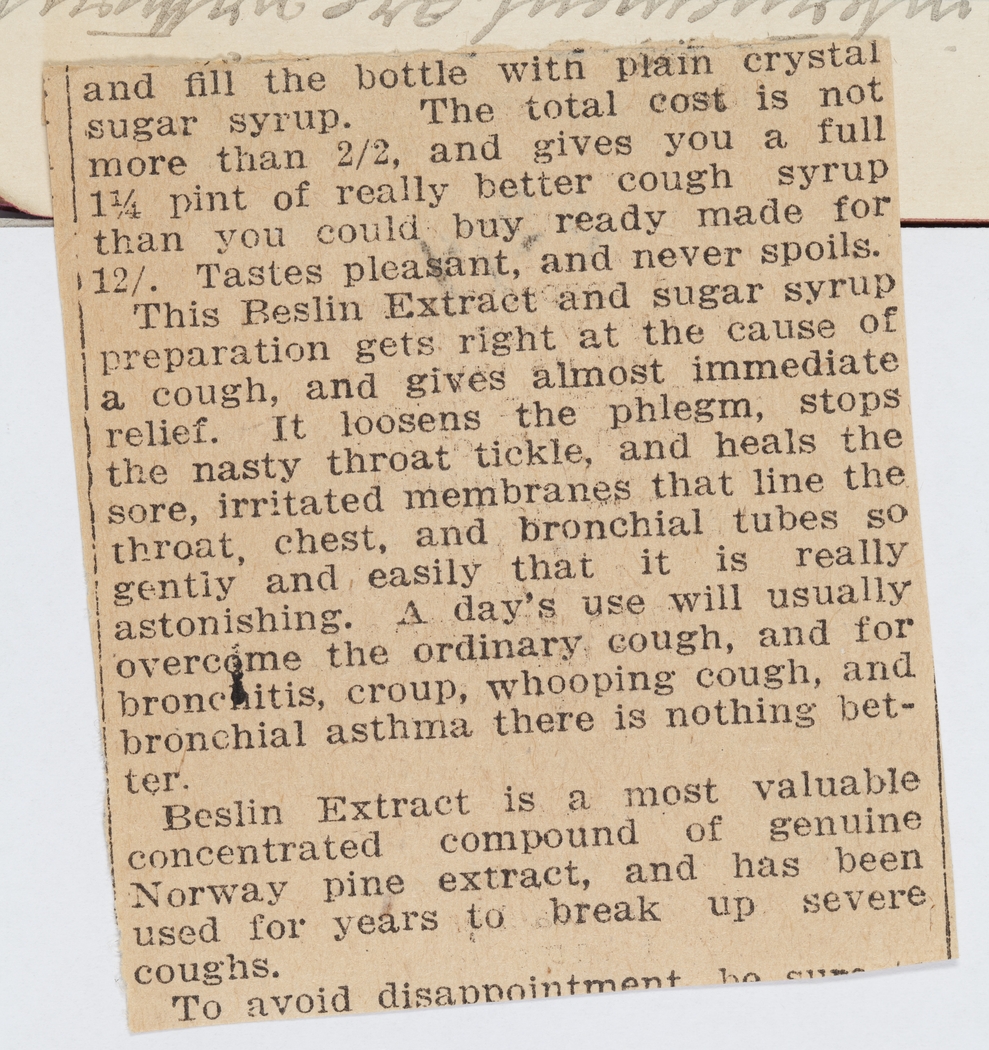 and fill the bottle with plain crystal
sugar syrup. The total cost is not
more than 2/2, and gives you a full
1¼ pint of really better cough syrup
than you could buy ready made for
12/. Tastes pleasant, and never spoils.
This Beslin Extract and sugar syrup
preparation gets right at the cause of
a cough, and gives almost immediate
relief. It loosens the phlegm, stops
the nasty throat tickle, and heals the
sore, irritated membranes that line the
throat, chest, and bronchial tubes so
gently and easily that it is really
astonishing. A day's use will usually
overcome the ordinary cough, and for
bronchitis, croup, whooping cough, and
bronchial asthma there is nothing bet-
ter.
Beslin Extract is a most valuable
concentrated compound of genuine
Norway pine extract, and has been
used for years to break up severe
coughs.
To avoid disappointment be sure